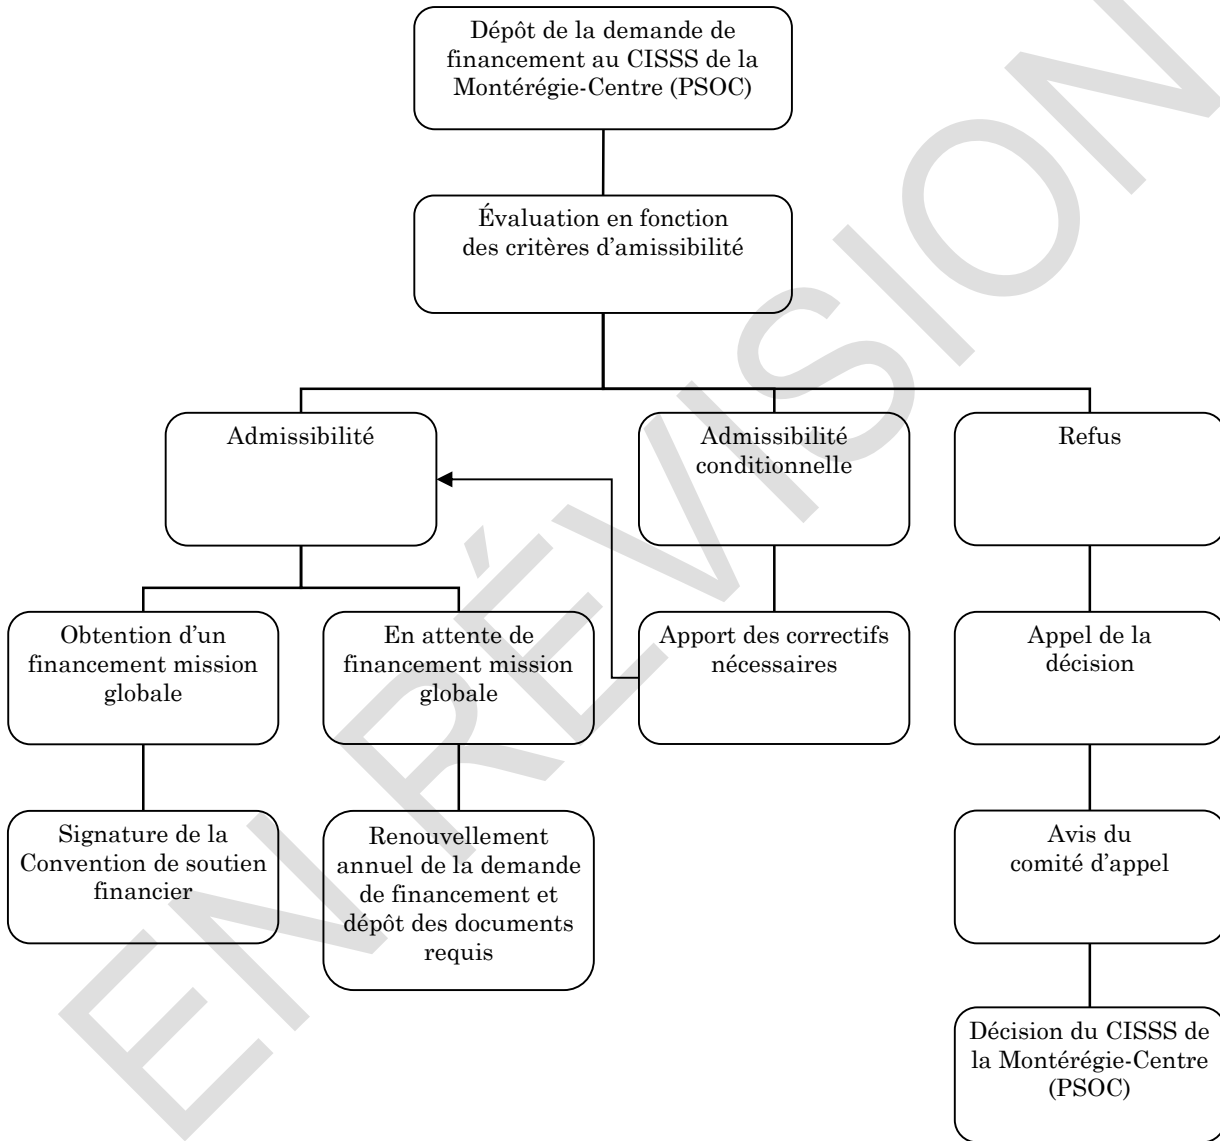 Dépôt de la demande de
financement au CISSS de la
Montérégie-Centre (PSOC)
Évaluation en fonction
des critères d’amissibilité
Admissibilité
Admissibilité
conditionnelle
Refus
Obtention d’un
financement mission
globale
En attente de
financement mission
globale
Apport des correctifs
nécessaires
Appel de la
décision
Signature de la
Convention de soutien
financier
Renouvellement
annuel de la demande
de financement et
dépôt des documents
requis
Avis du
comité d’appel
Décision du CISSS de
la Montérégie-Centre
(PSOC)
EN RÉVISION